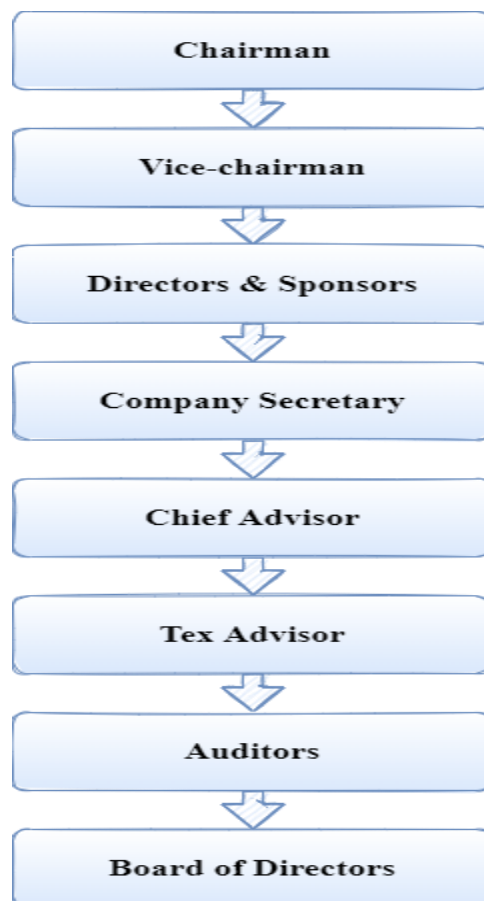 Chairman
Vice-chairman
Directors & Sponsors
Company Secretary
Chief Advisor
Tex Advisor
Auditors
Board of Directors